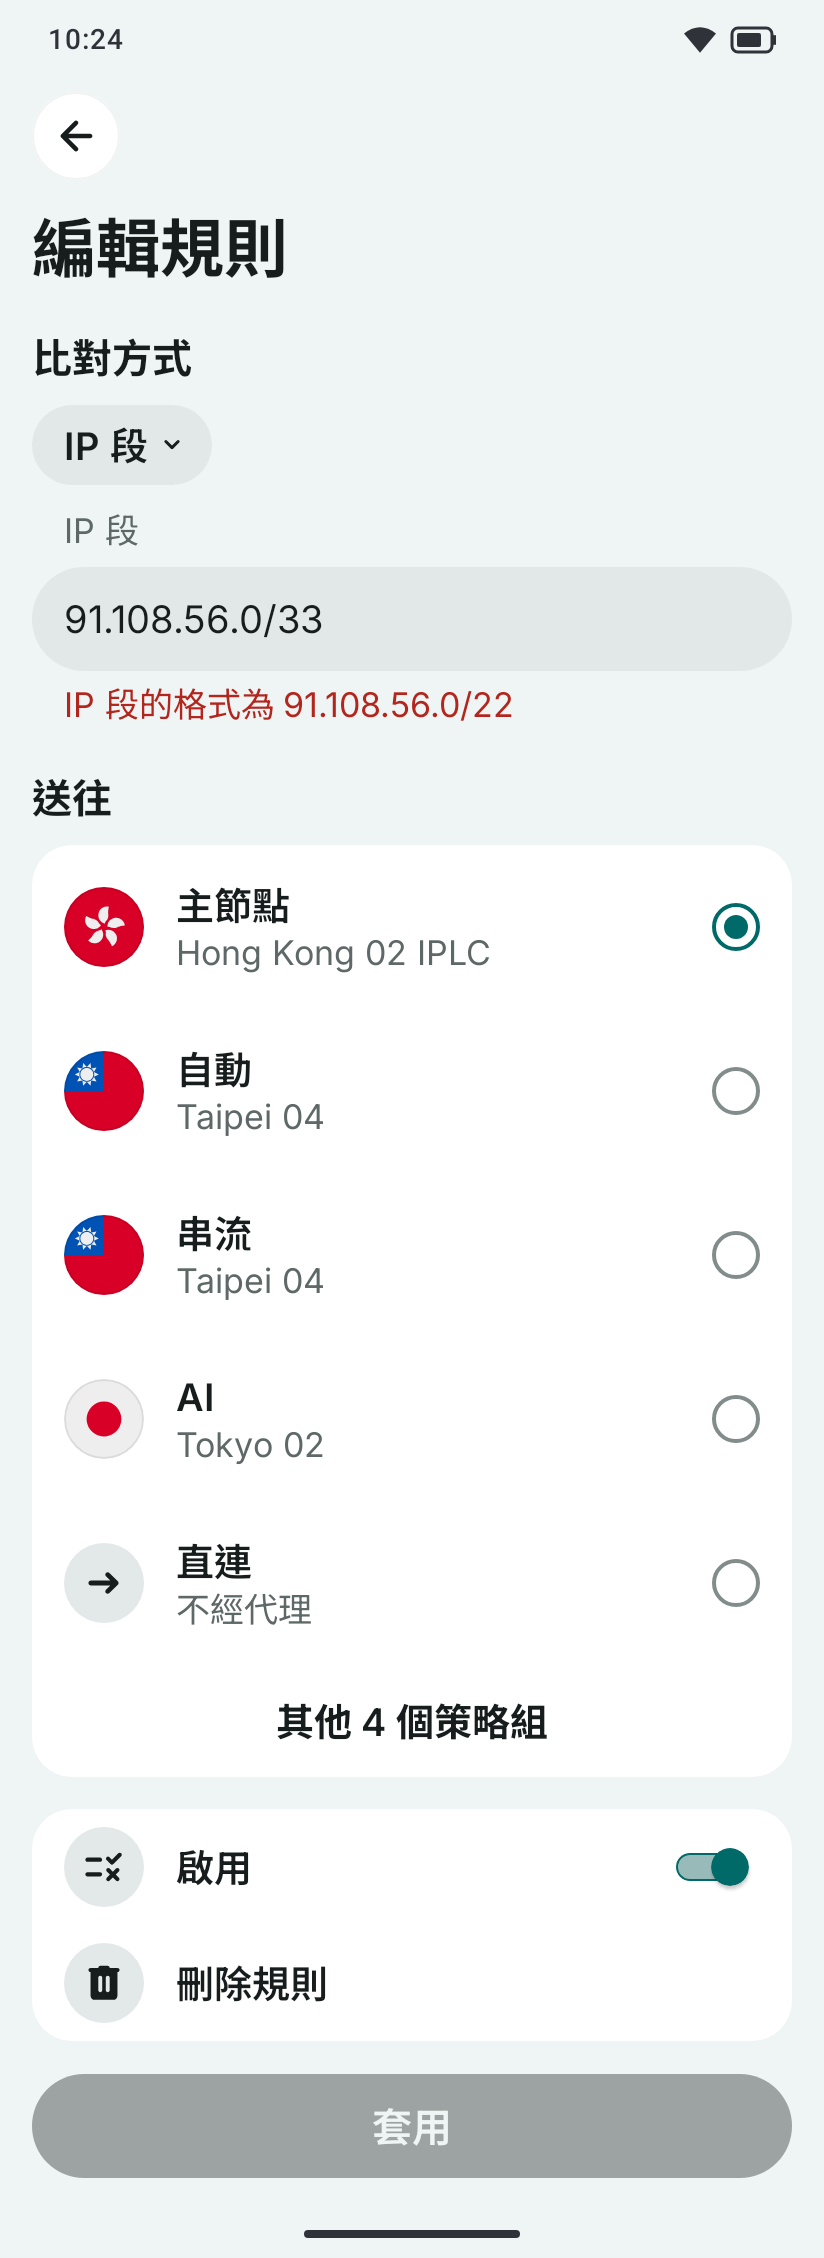 10:24
編輯規則
比對方式
IP 段
IP 段
91.108.56.0/33
IP 段的格式為 91.108.56.0/22
送往
主節點
Hong Kong 02 IPLC
自動
Taipei 04
串流
Taipei 04
AI
Tokyo 02
直連
不經代理
其他 4 個策略組
啟用
刪除規則
套用